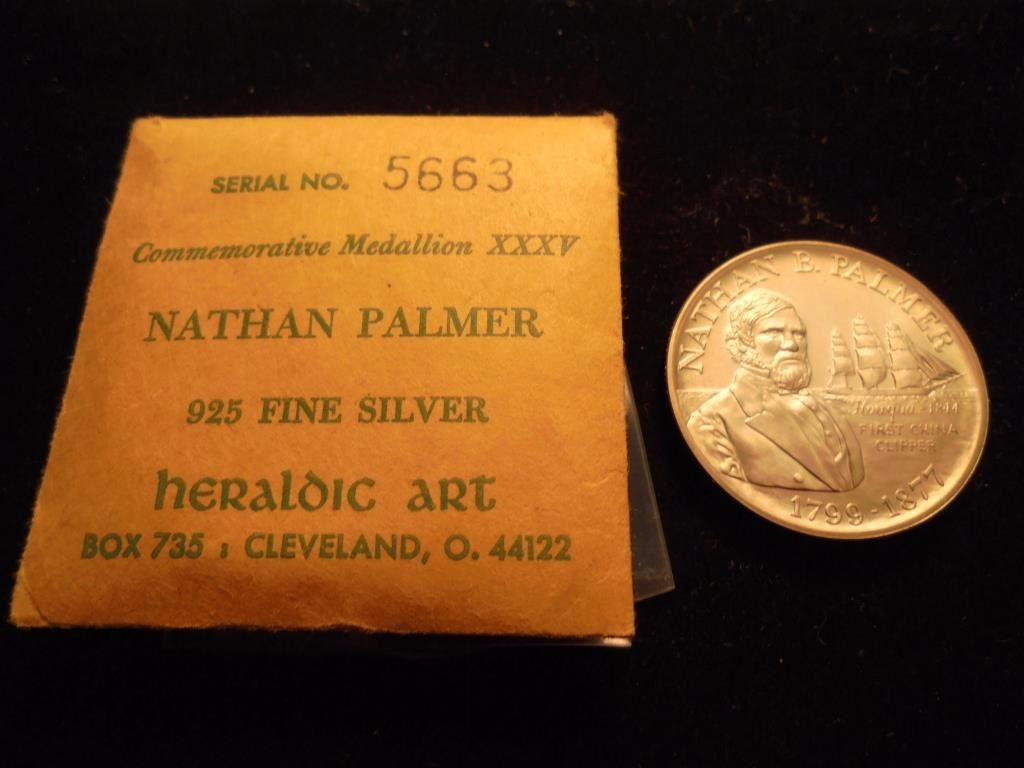 SERIAL NO. 5663
Commemorative Medallion XXXV
NATHAN PALMER
925 FINE SILVER
heraldic art
BOX 735 : CLEVELAND, O. 44122
NATHAN B. PALMER
Houqua - 1844
FIRST CHINA
CLIPPER
1799-1877